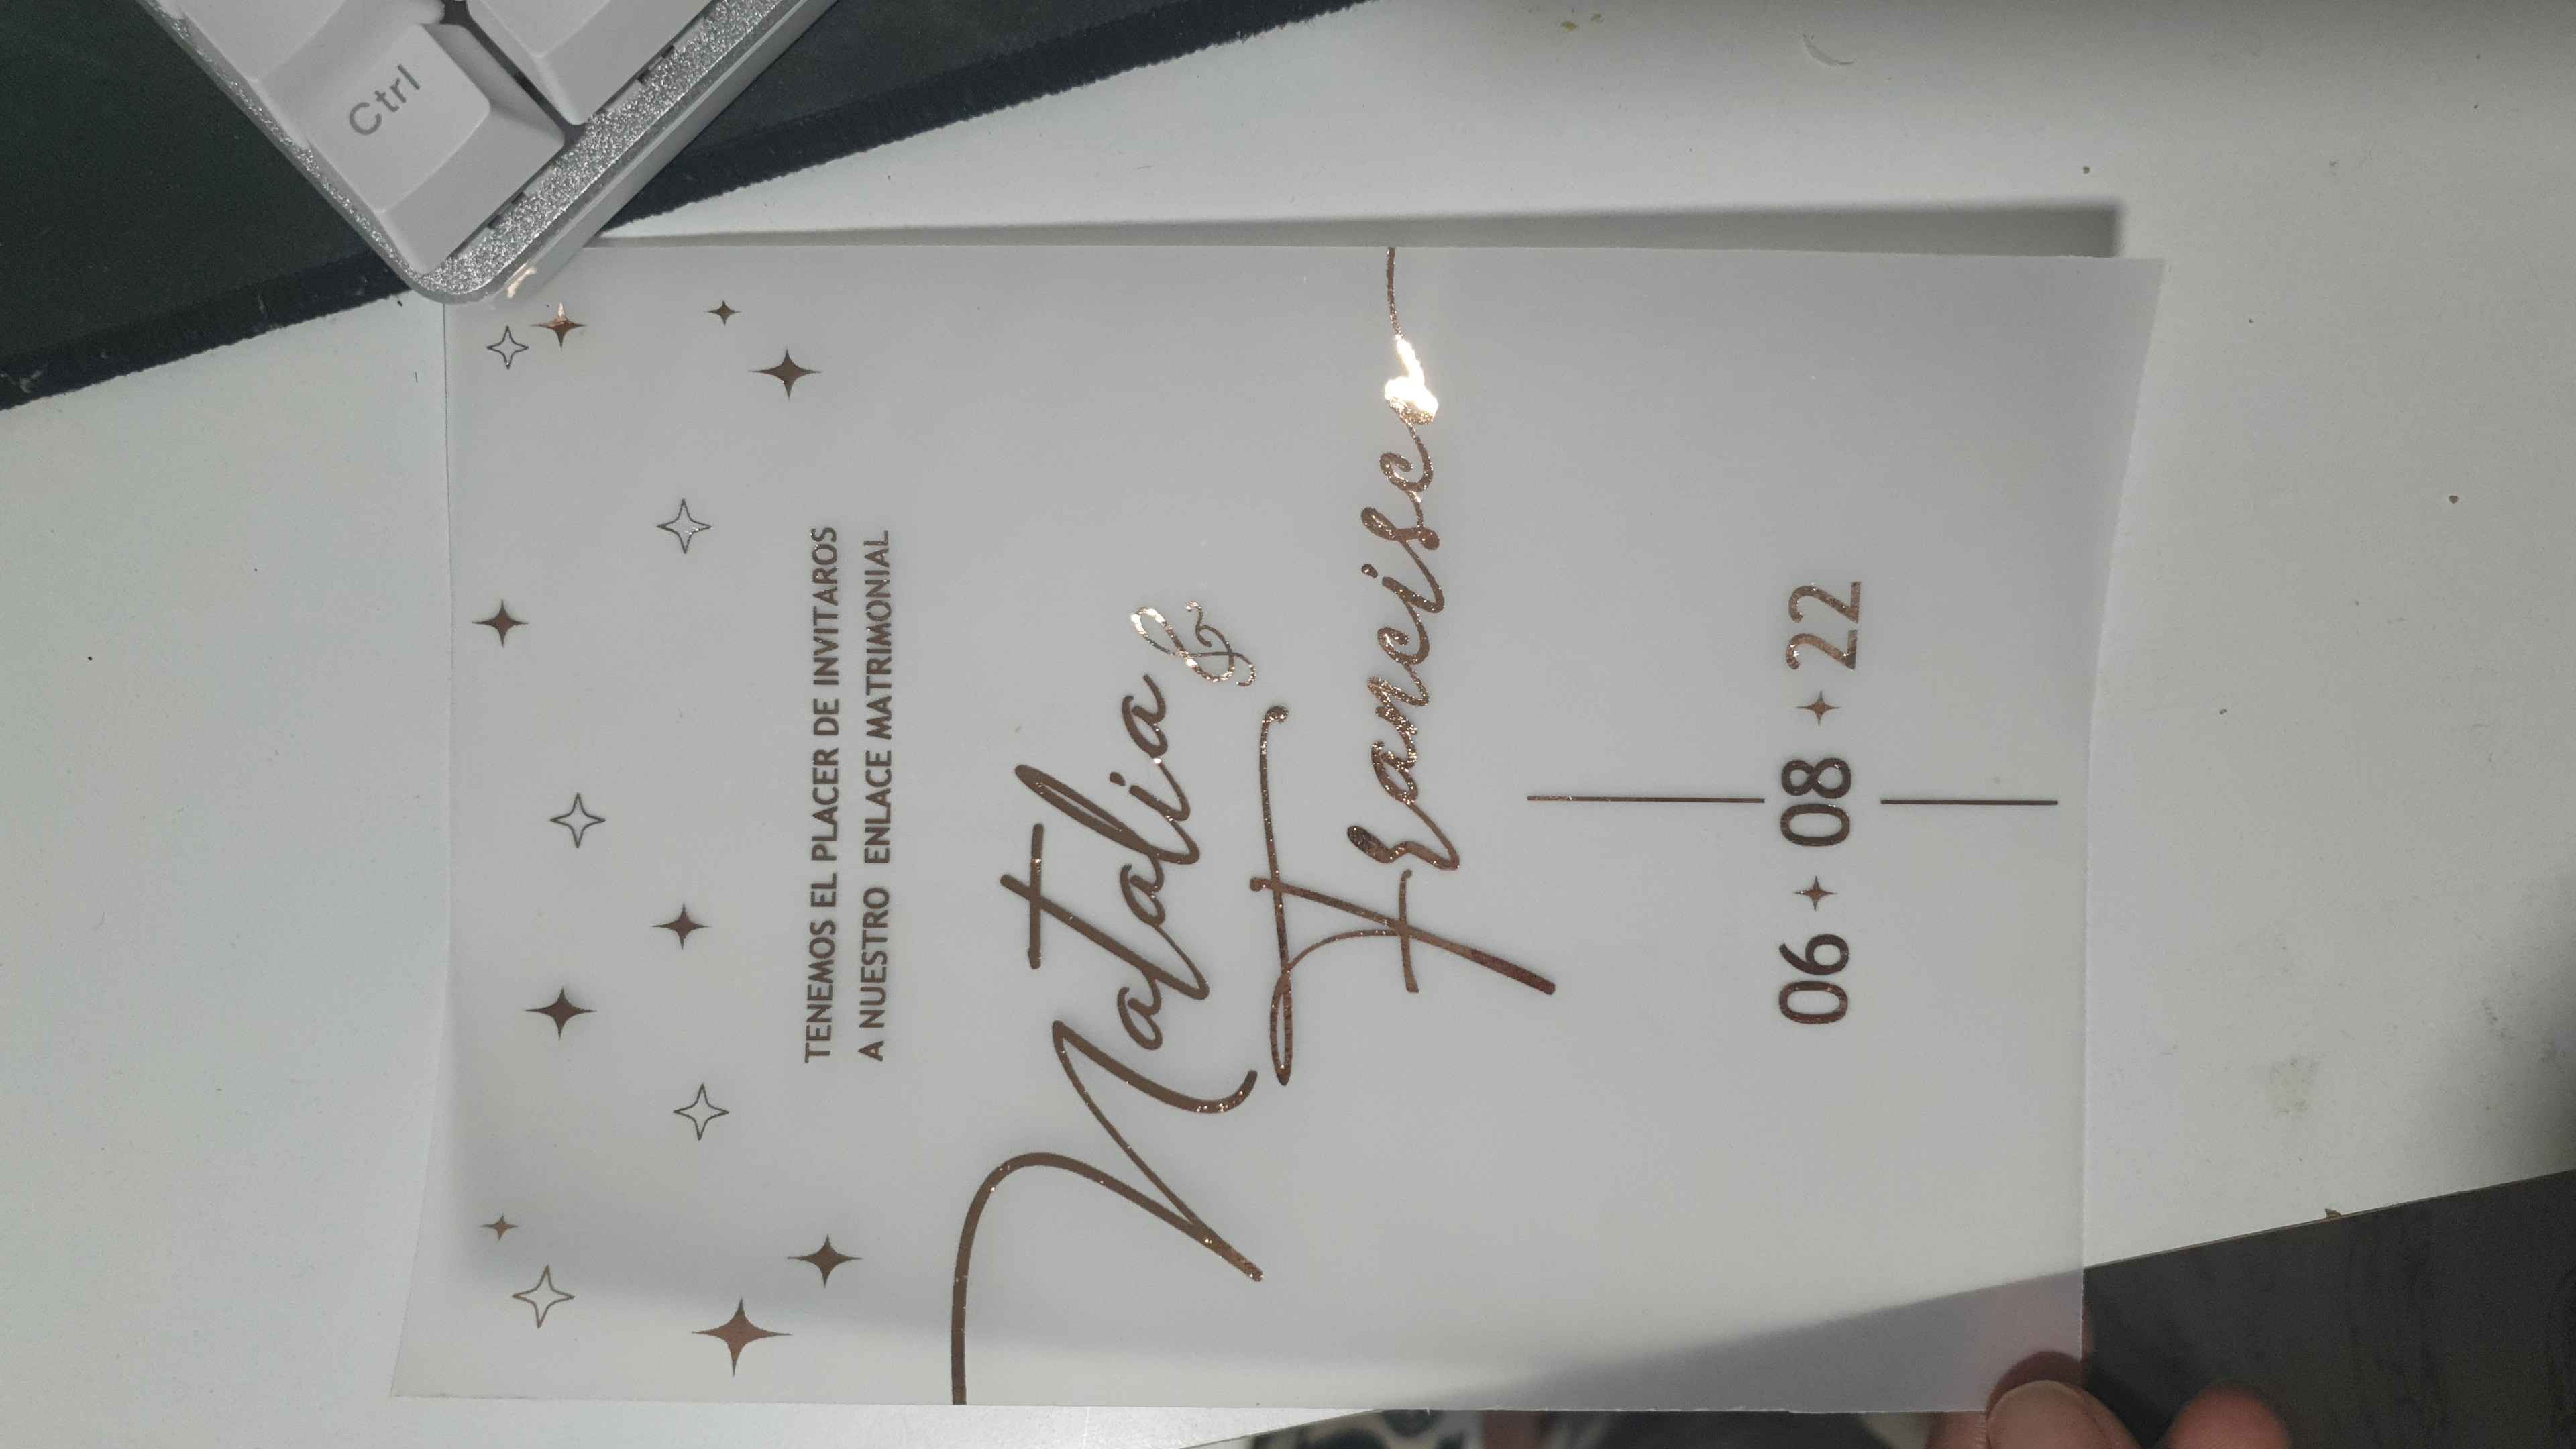 Ctrl
TENEMOS EL PLACER DE INVITAROS
A NUESTRO ENLACE MATRIMONIAL
Natalia &
Francisco
06 08 22